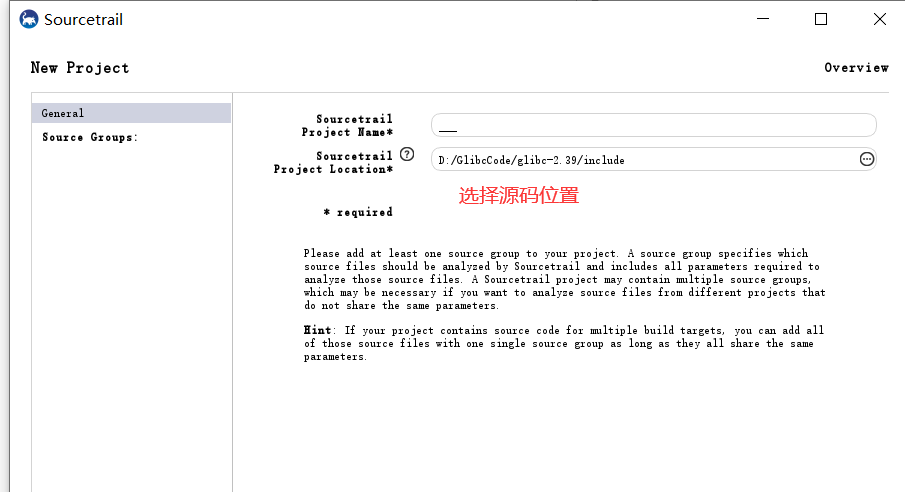 Sourcetrail
New Project
Overview
General
Source Groups:
Sourcetrail
Project Name*
___
Sourcetrail
Project Location*
D:/GlibcCode/glibc-2.39/include
选择源码位置
* required
Please add at least one source group to your project. A source group specifies which
source files should be analyzed by Sourcetrail and includes all parameters required to
analyze those source files. A Sourcetrail project may contain multiple source groups,
which may be necessary if you want to analyze source files from different projects that
do not share the same parameters.
Hint: If your project contains source code for multiple build targets, you can add all
of those source files with one single source group as long as they all share the same
parameters.